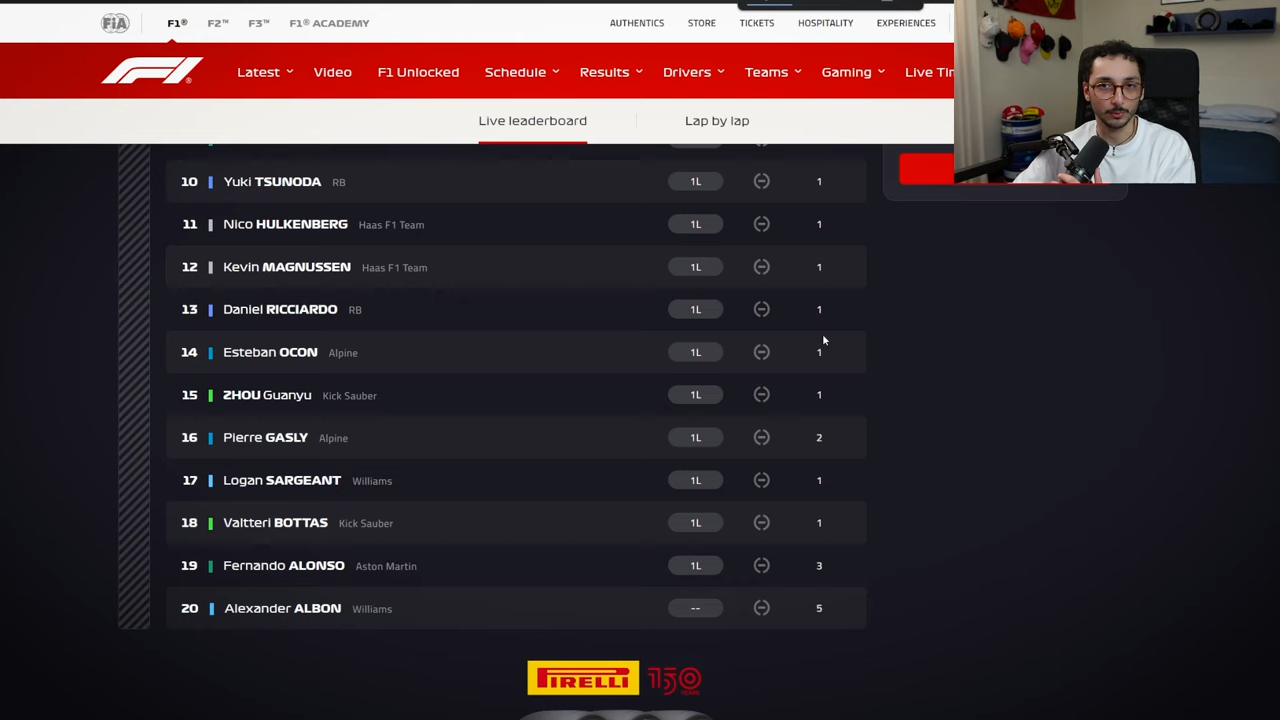 FiA F1® F2™ F3™ F1® ACADEMY AUTHENTICS STORE TICKETS HOSPITALITY EXPERIENCES
F1® Latest Video F1 Unlocked Schedule Results Drivers Teams Gaming Live Tim
Live leaderboard Lap by lap
10 Yuki TSUNODA RB 1L 1
11 Nico HULKENBERG Haas F1 Team 1L 1
12 Kevin MAGNUSSEN Haas F1 Team 1L 1
13 Daniel RICCIARDO RB 1L 1
14 Esteban OCON Alpine 1L 1
15 ZHOU Guanyu Kick Sauber 1L 1
16 Pierre GASLY Alpine 1L 2
17 Logan SARGEANT Williams 1L 1
18 Valtteri BOTTAS Kick Sauber 1L 1
19 Fernando ALONSO Aston Martin 1L 3
20 Alexander ALBON Williams -- 5
PIRELLI 150 YEARS